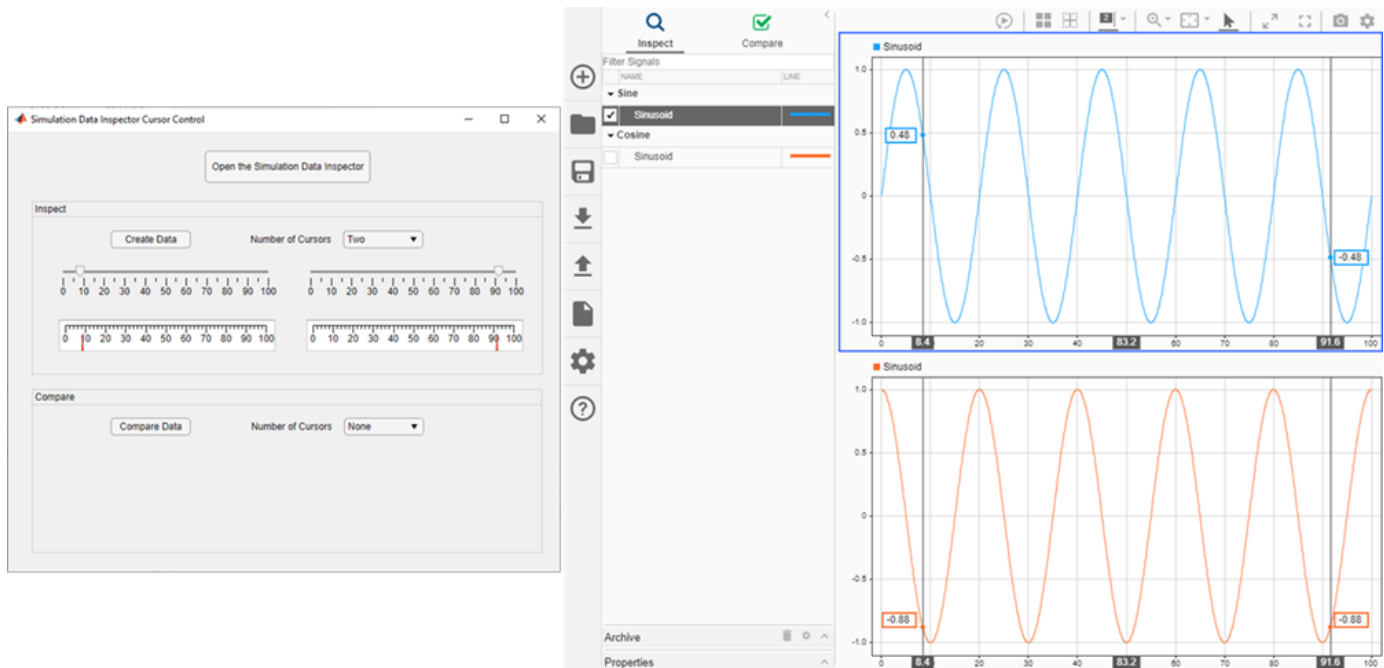 Simulation Data Inspector Cursor Control
Open the Simulation Data Inspector
Inspect
Create Data
Number of Cursors
Two
0 10 20 30 40 50 60 70 80 90 100
0 10 20 30 40 50 60 70 80 90 100
0 10 20 30 40 50 60 70 80 90 100
0 10 20 30 40 50 60 70 80 90 100
Compare
Compare Data
Number of Cursors
None
Inspect
Compare
Filter Signals
NAME
LINE
Sine
Sinusoid
Cosine
Sinusoid
Archive
Properties
2
Sinusoid
1.0
0.5
0
-0.5
-1.0
0.48
-0.48
0 8.4 20 40 83.2 60 80 91.6 100
Sinusoid
1.0
0.5
0
-0.5
-1.0
-0.88
-0.88
0 8.4 20 40 83.2 60 80 91.6 100